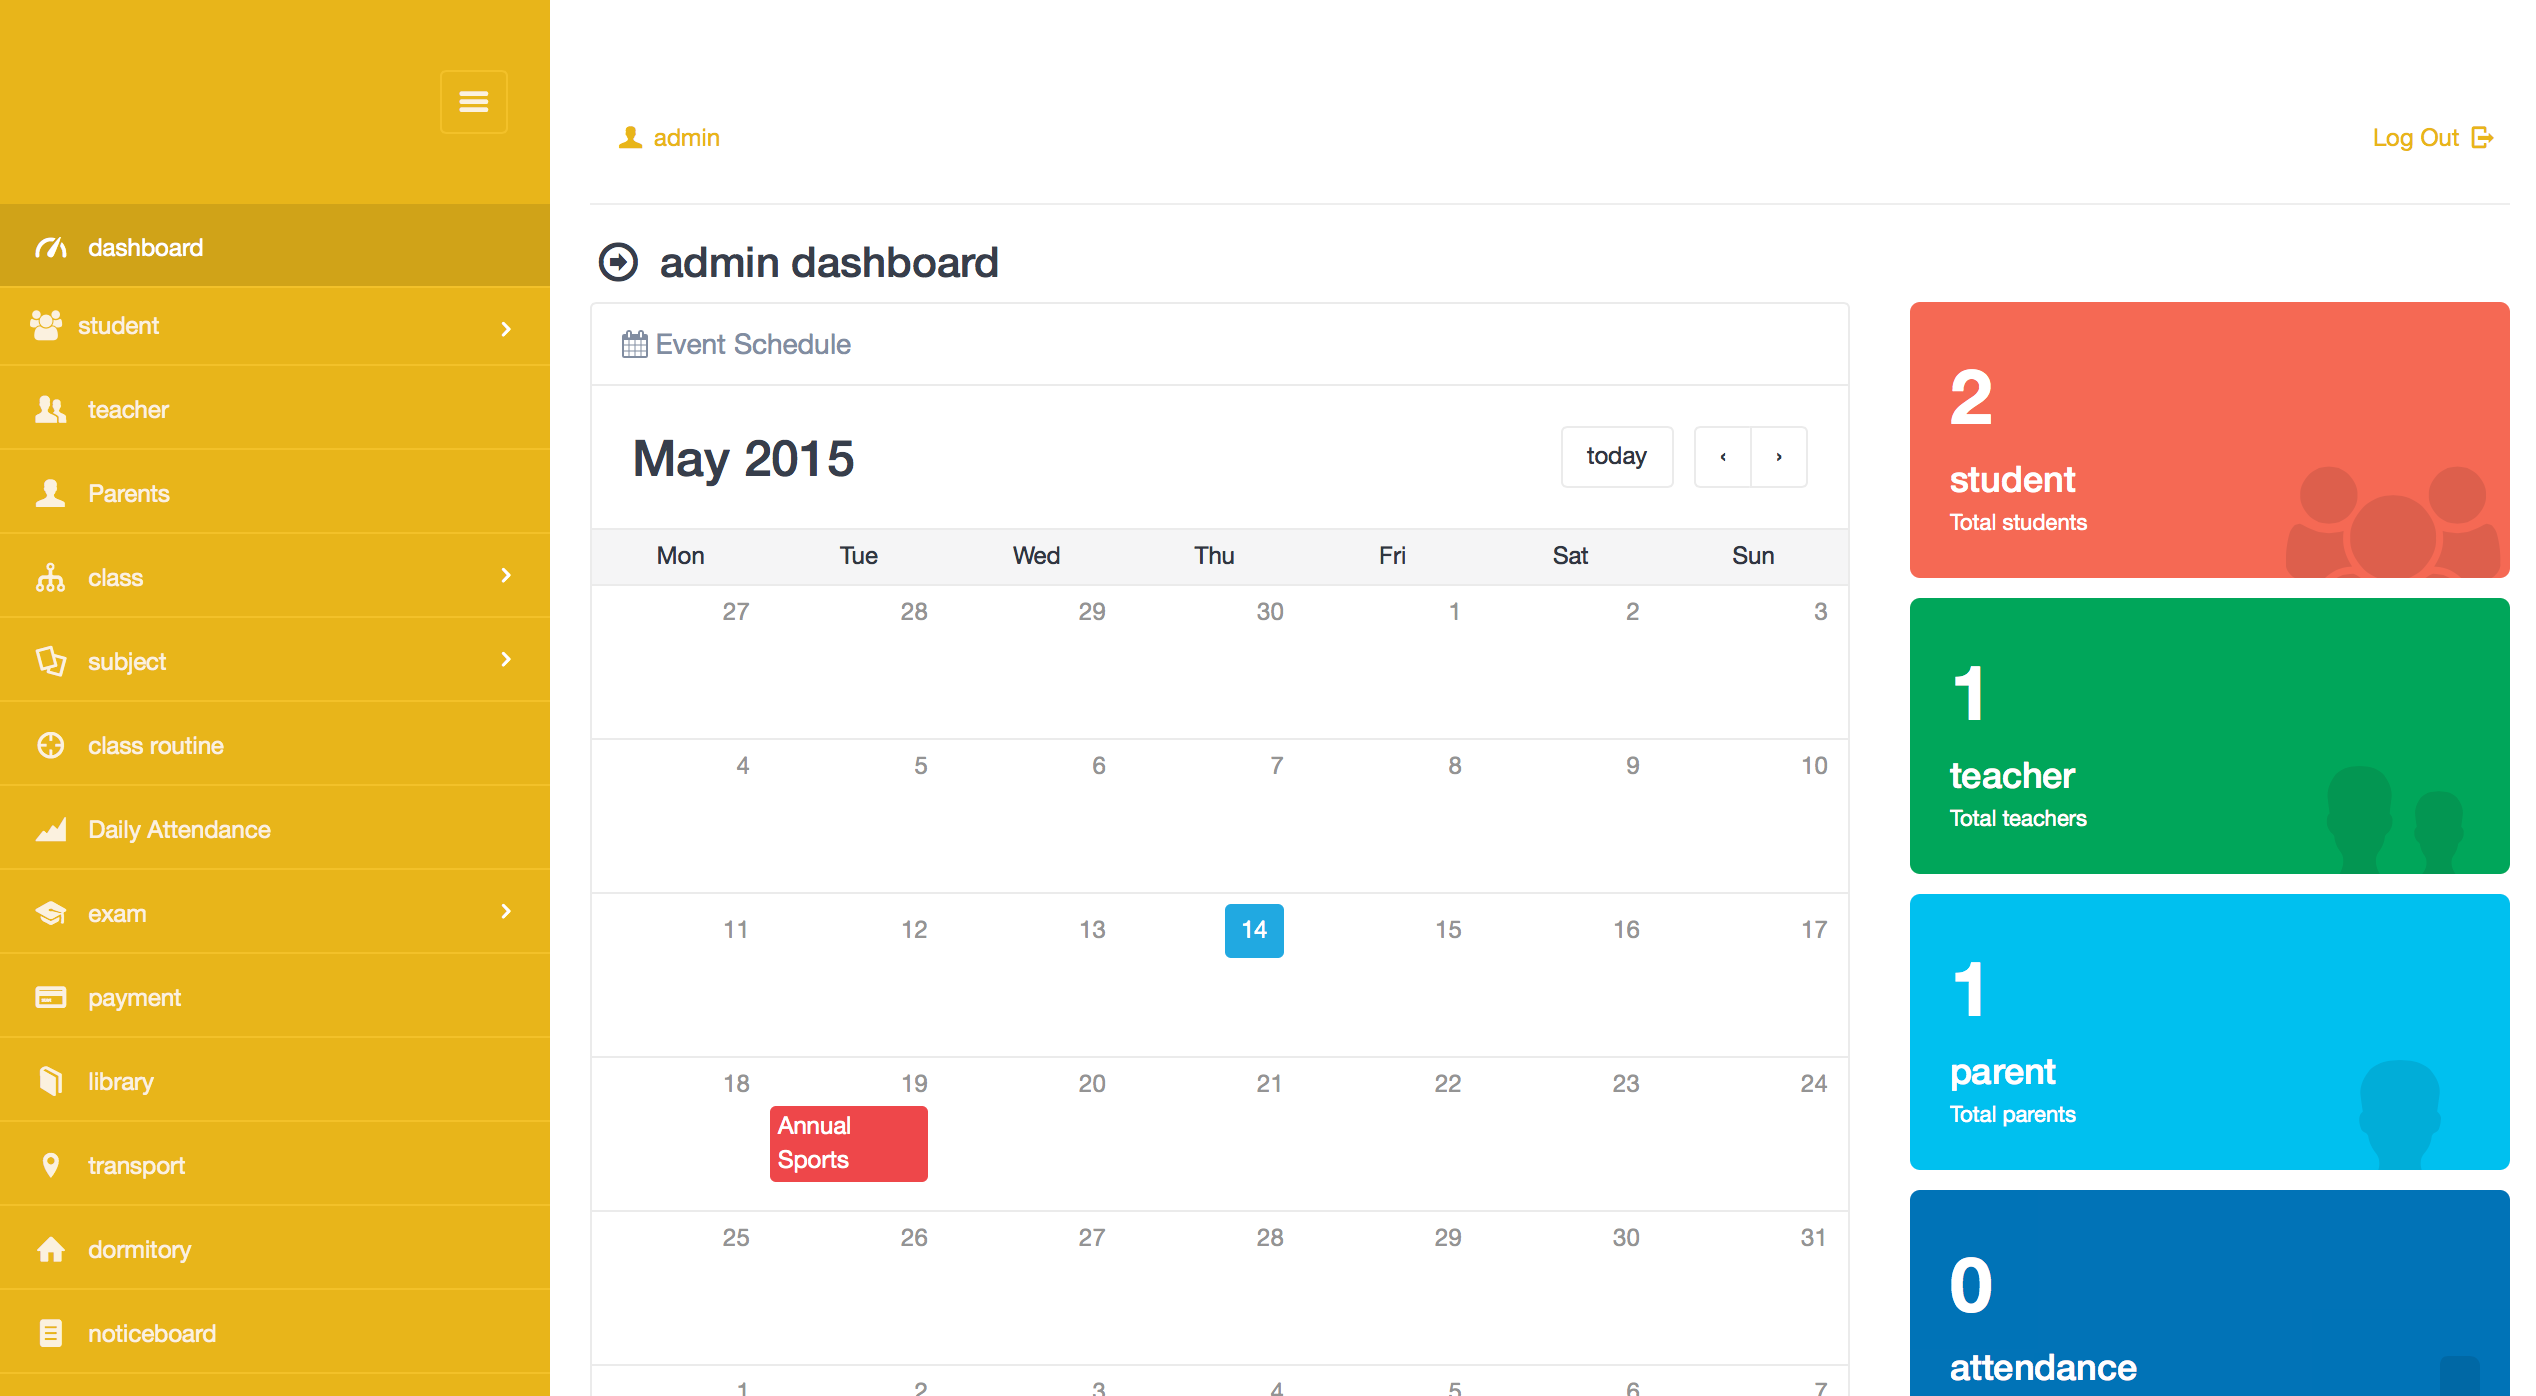 admin
Log Out
dashboard
student
teacher
Parents
class
subject
class routine
Daily Attendance
exam
payment
library
transport
dormitory
noticeboard
admin dashboard
Event Schedule
May 2015
today
‹ ›
Mon Tue Wed Thu Fri Sat Sun
27 28 29 30 1 2 3
4 5 6 7 8 9 10
11 12 13 14 15 16 17
18 19 20 21 22 23 24
Annual
Sports
25 26 27 28 29 30 31
1 2 3 4 5 6 7
2
student
Total students
1
teacher
Total teachers
1
parent
Total parents
0
attendance